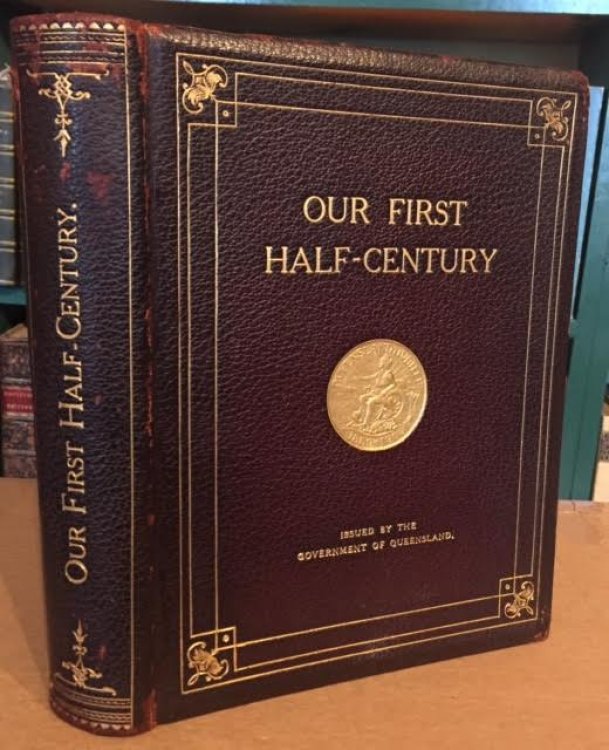 OUR FIRST HALF-CENTURY.
OUR FIRST
HALF-CENTURY
ISSUED BY THE
GOVERNMENT OF QUEENSLAND.